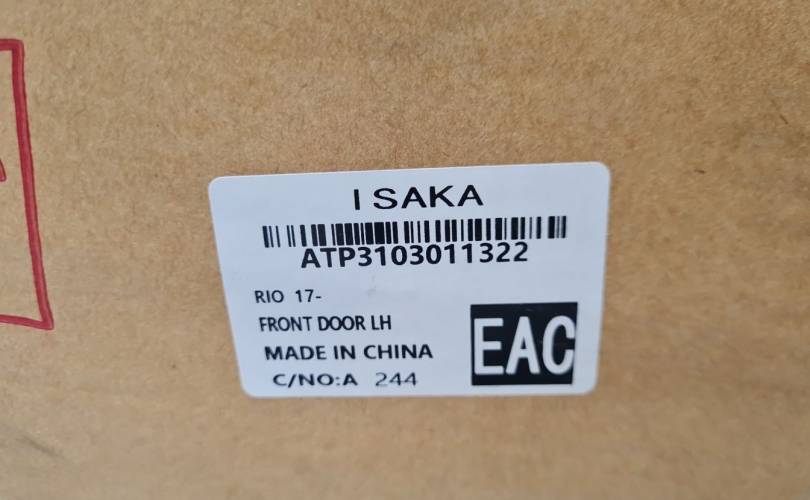 I SAKA
ATP3103011322
RIO 17-
FRONT DOOR LH
MADE IN CHINA
C/NO:A 244
EAC